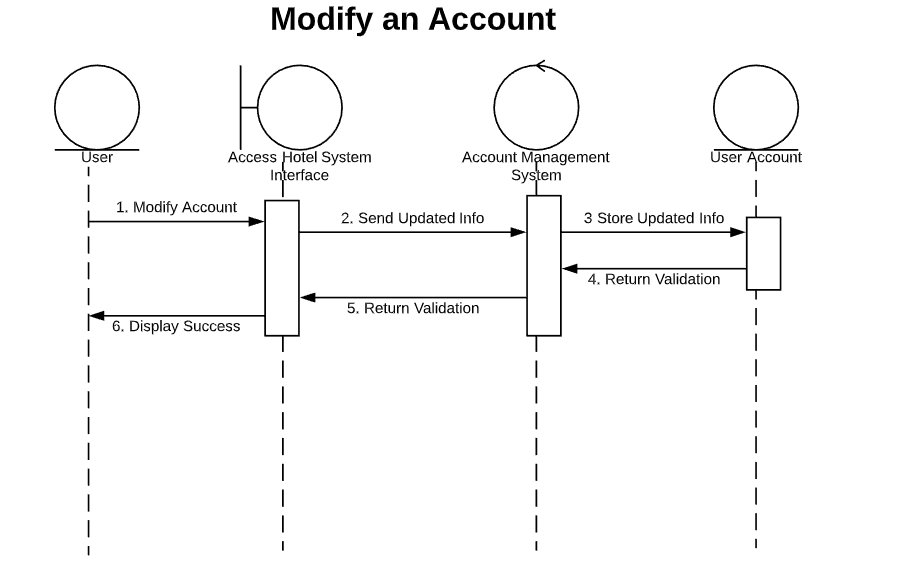 Modify an Account
User
Access Hotel System
Interface
Account Management
System
User Account
1. Modify Account
2. Send Updated Info
3 Store Updated Info
4. Return Validation
5. Return Validation
6. Display Success